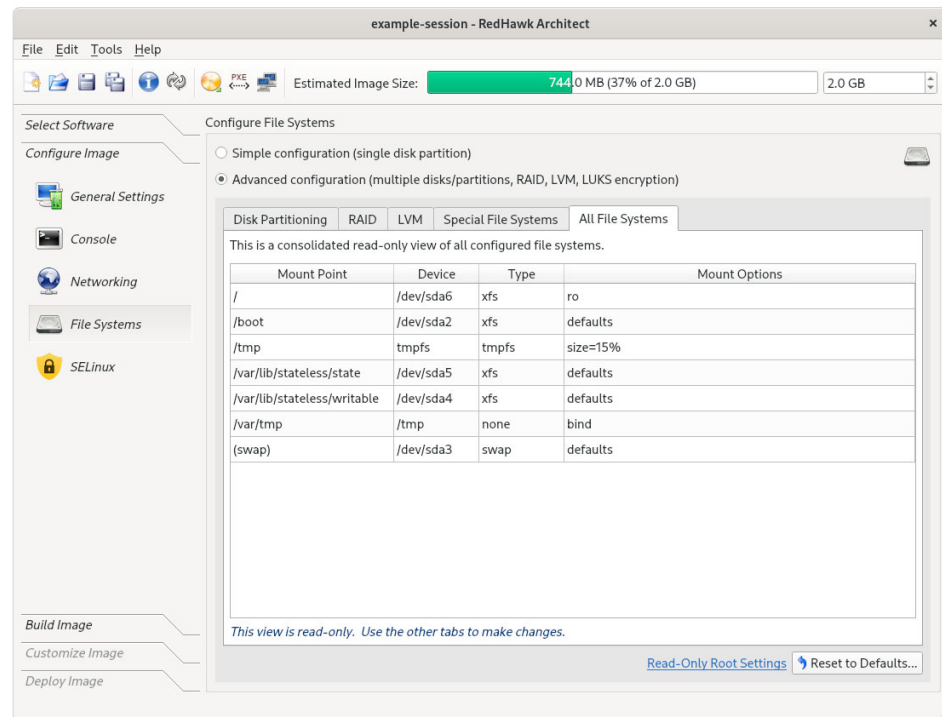 example-session - RedHawk Architect ×
File Edit Tools Help
PXE Estimated Image Size: 744.0 MB (37% of 2.0 GB) 2.0 GB
Select Software
Configure Image
General Settings
Console
Networking
File Systems
SELinux
Build Image
Customize Image
Deploy Image
Configure File Systems
Simple configuration (single disk partition)
Advanced configuration (multiple disks/partitions, RAID, LVM, LUKS encryption)
Disk Partitioning RAID LVM Special File Systems All File Systems
This is a consolidated read-only view of all configured file systems.
Mount Point Device Type Mount Options
/ /dev/sda6 xfs ro
/boot /dev/sda2 xfs defaults
/tmp tmpfs tmpfs size=15%
/var/lib/stateless/state /dev/sda5 xfs defaults
/var/lib/stateless/writable /dev/sda4 xfs defaults
/var/tmp /tmp none bind
(swap) /dev/sda3 swap defaults
This view is read-only. Use the other tabs to make changes.
Read-Only Root Settings Reset to Defaults...